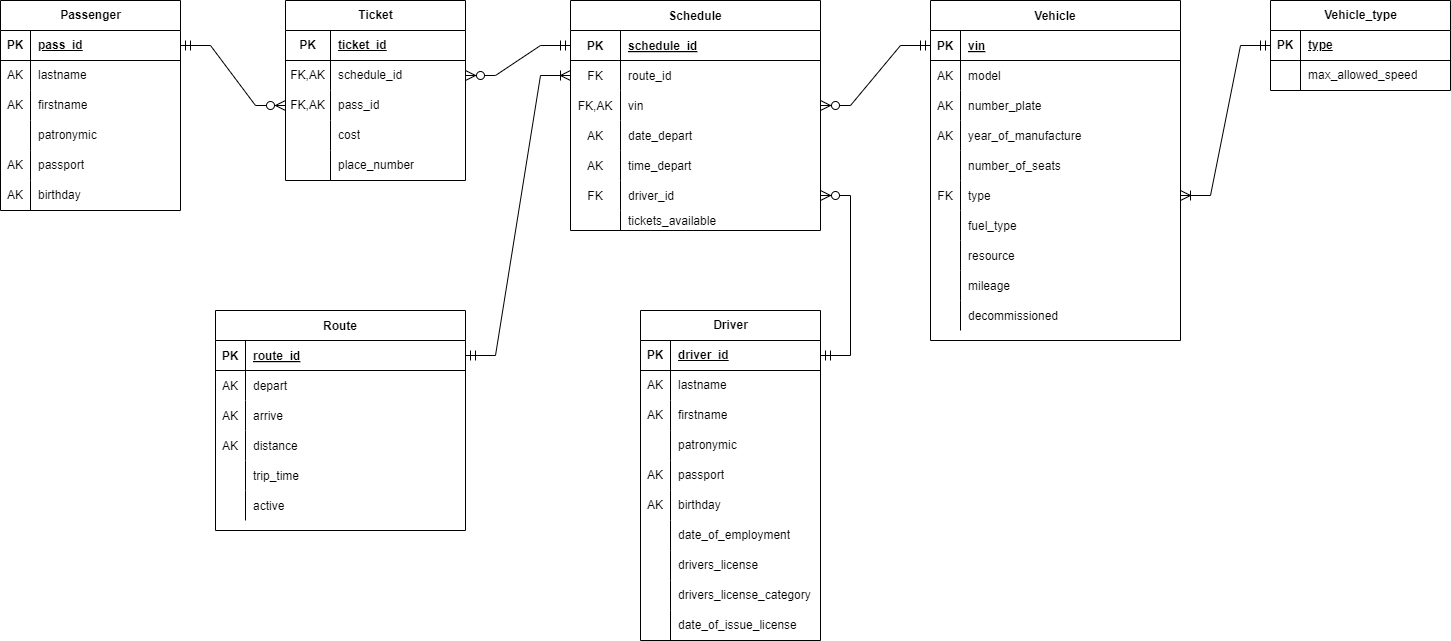 Passenger
PK pass_id
AK lastname
AK firstname
patronymic
AK passport
AK birthday
Ticket
PK ticket_id
FK,AK schedule_id
FK,AK pass_id
cost
place_number
Schedule
PK schedule_id
FK route_id
FK,AK vin
AK date_depart
AK time_depart
FK driver_id
tickets_available
Vehicle
PK vin
AK model
AK number_plate
AK year_of_manufacture
number_of_seats
FK type
fuel_type
resource
mileage
decommissioned
Vehicle_type
PK type
max_allowed_speed
Route
PK route_id
AK depart
AK arrive
AK distance
trip_time
active
Driver
PK driver_id
AK lastname
AK firstname
patronymic
AK passport
AK birthday
date_of_employment
drivers_license
drivers_license_category
date_of_issue_license